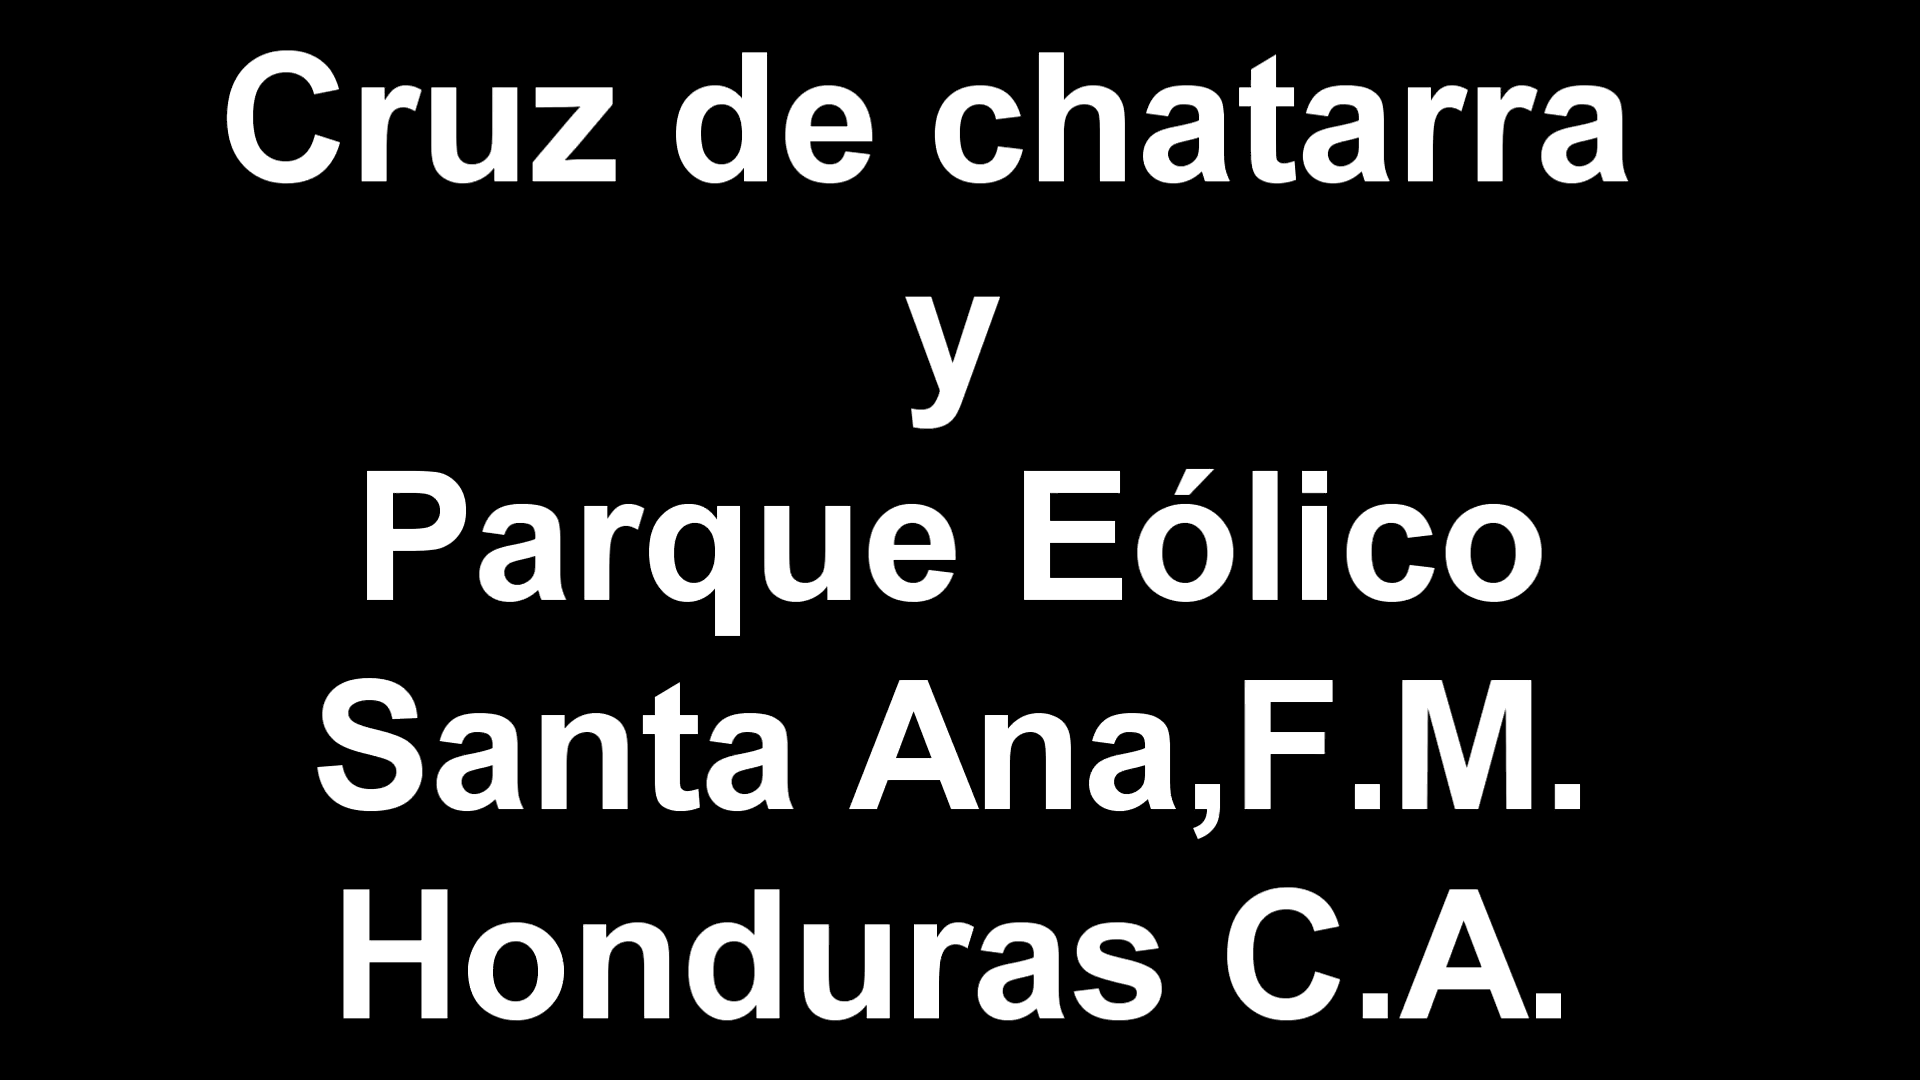 Cruz de chatarra
y
Parque Eólico
Santa Ana,F.M.
Honduras C.A.